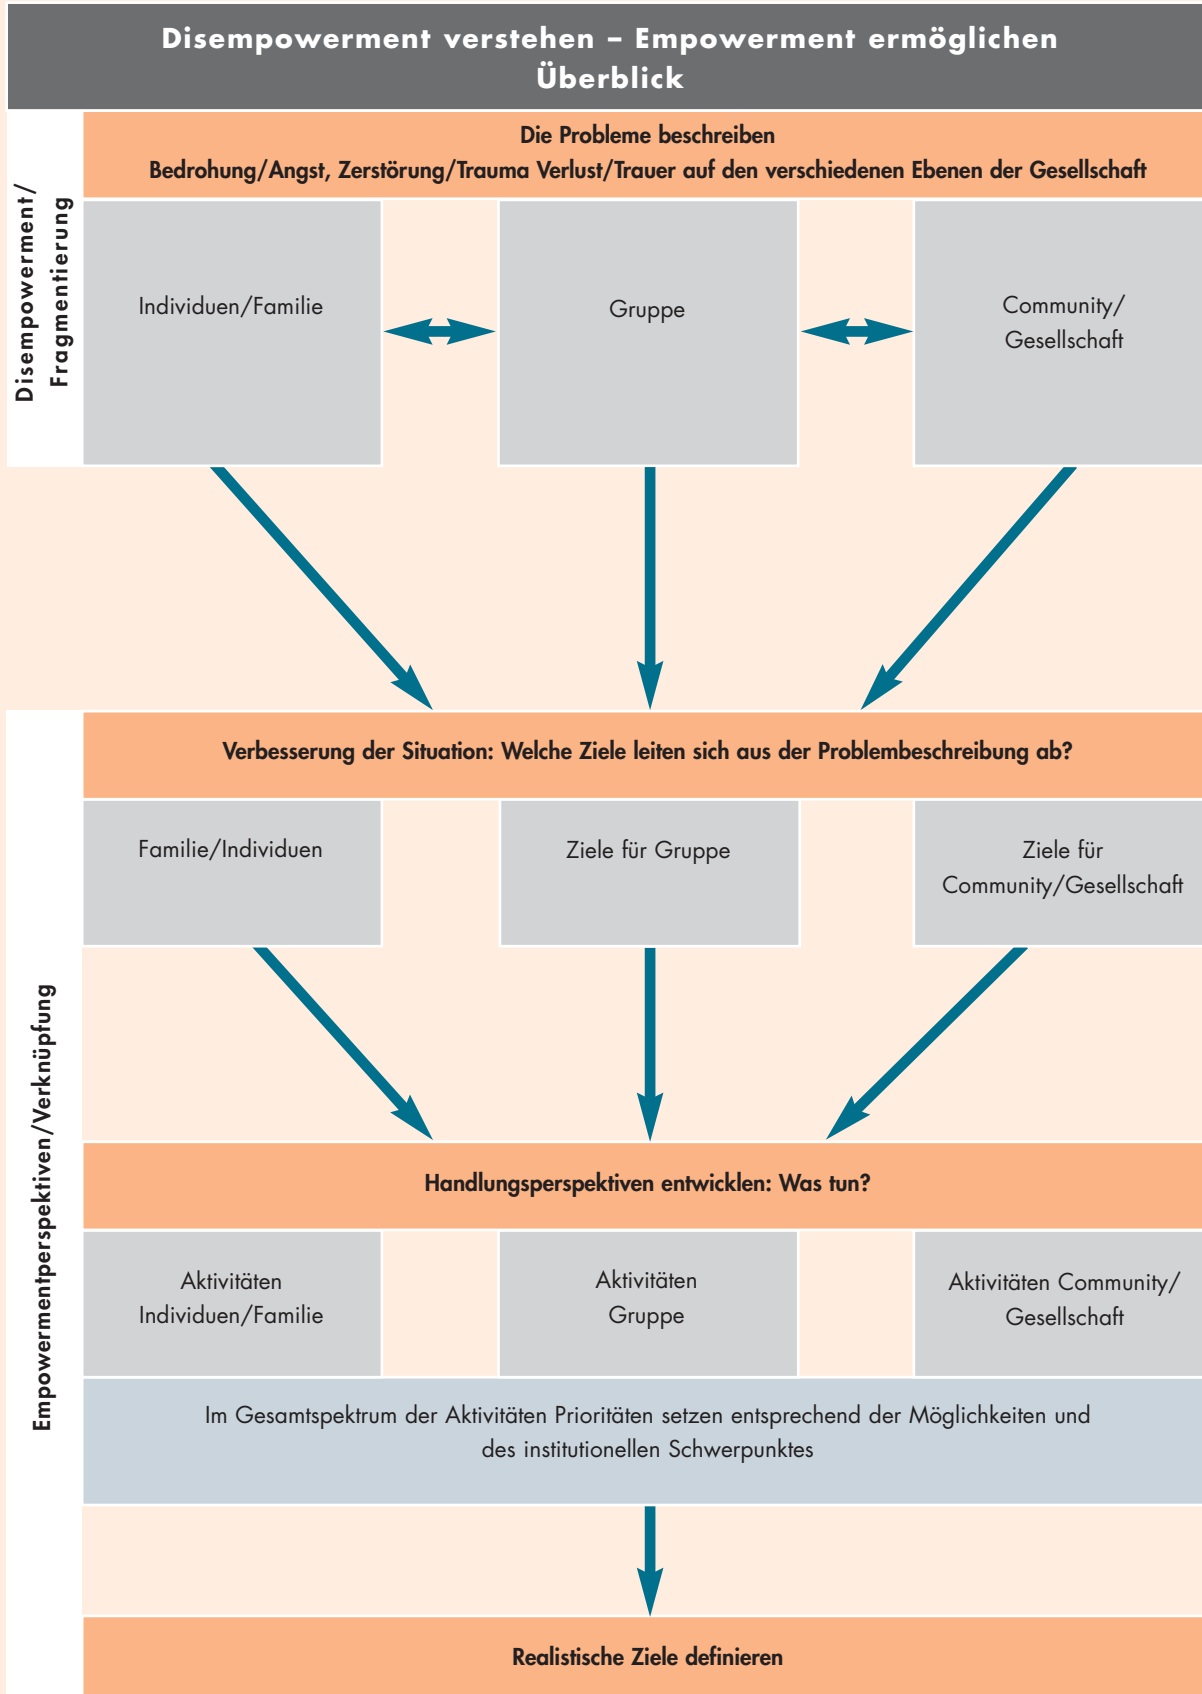 Disempowerment verstehen – Empowerment ermöglichen
Überblick
Disempowerment/
Fragmentierung
Die Probleme beschreiben
Bedrohung/Angst, Zerstörung/Trauma Verlust/Trauer auf den verschiedenen Ebenen der Gesellschaft
Individuen/Familie
Gruppe
Community/
Gesellschaft
Empowermentperspektiven/Verknüpfung
Verbesserung der Situation: Welche Ziele leiten sich aus der Problembeschreibung ab?
Familie/Individuen
Ziele für Gruppe
Ziele für
Community/Gesellschaft
Handlungsperspektiven entwicklen: Was tun?
Aktivitäten
Individuen/Familie
Aktivitäten
Gruppe
Aktivitäten Community/
Gesellschaft
Im Gesamtspektrum der Aktivitäten Prioritäten setzen entsprechend der Möglichkeiten und
des institutionellen Schwerpunktes
Realistische Ziele definieren